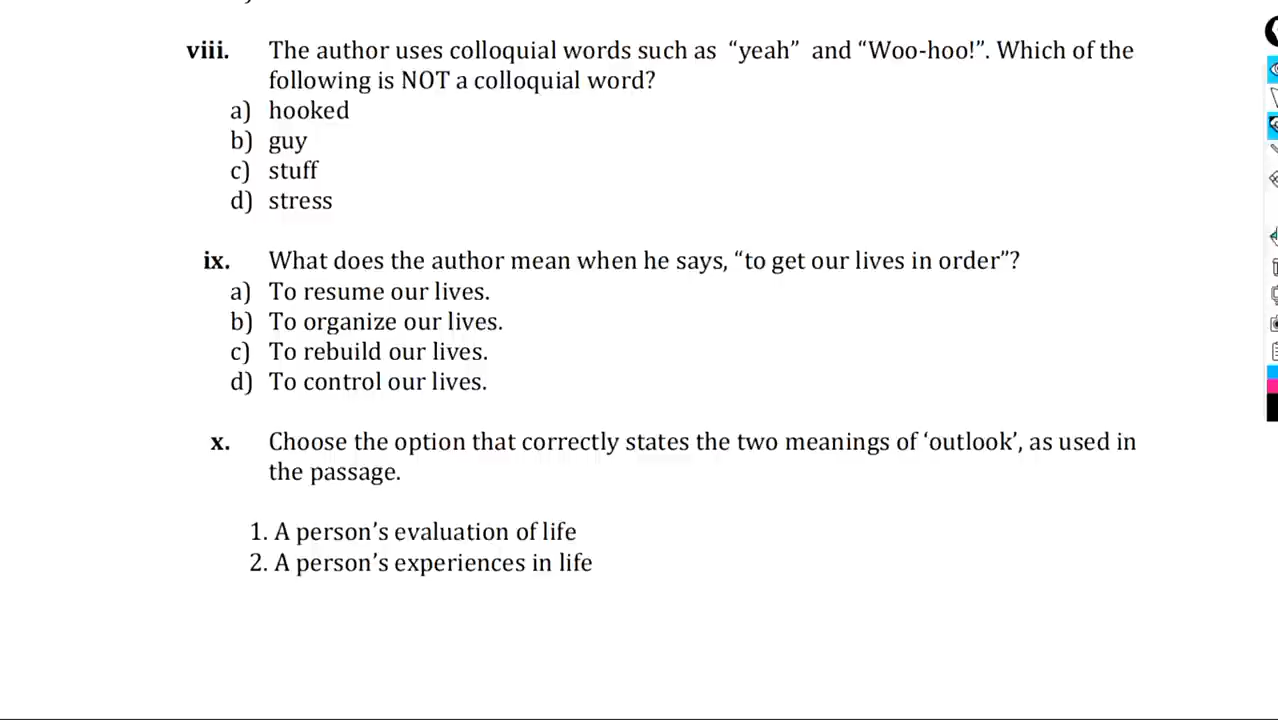 viii. The author uses colloquial words such as “yeah” and “Woo-hoo!”. Which of the
following is NOT a colloquial word?
a) hooked
b) guy
c) stuff
d) stress
ix. What does the author mean when he says, “to get our lives in order”?
a) To resume our lives.
b) To organize our lives.
c) To rebuild our lives.
d) To control our lives.
x. Choose the option that correctly states the two meanings of ‘outlook’, as used in
the passage.
1. A person’s evaluation of life
2. A person’s experiences in life